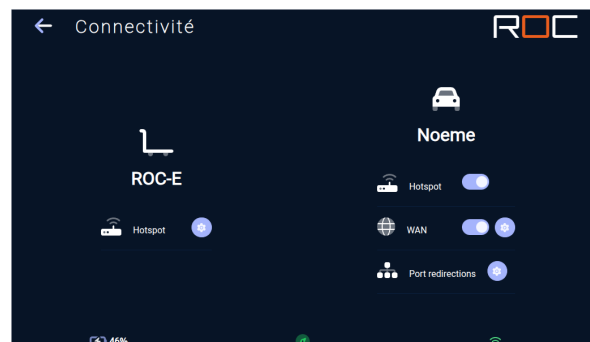 Connectivité
ROC
ROC-E
Hotspot
Noeme
Hotspot
WAN
Port redirections
46%